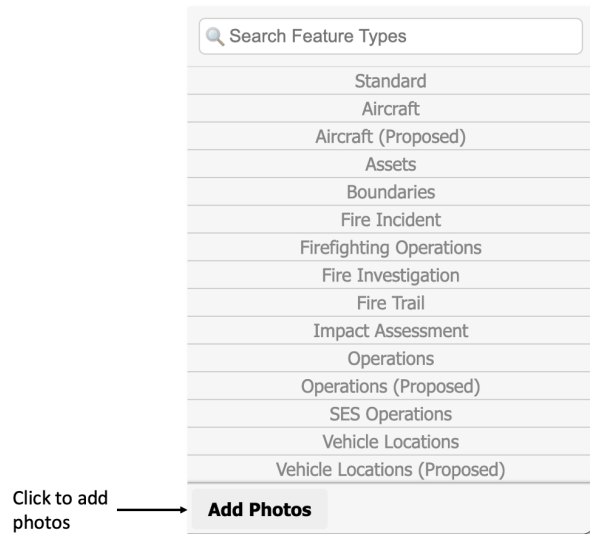 Search Feature Types
Standard
Aircraft
Aircraft (Proposed)
Assets
Boundaries
Fire Incident
Firefighting Operations
Fire Investigation
Fire Trail
Impact Assessment
Operations
Operations (Proposed)
SES Operations
Vehicle Locations
Vehicle Locations (Proposed)
Click to add
photos
Add Photos